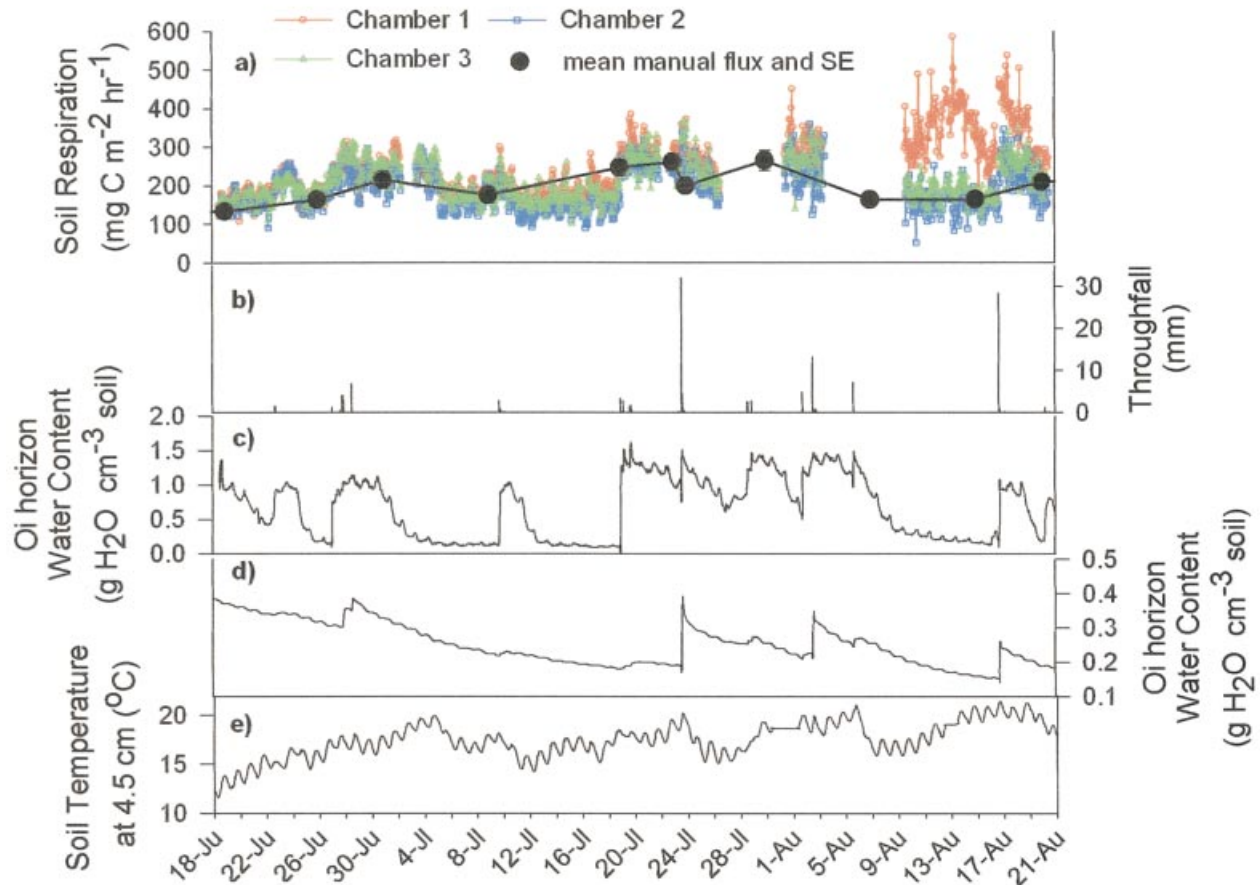 Chamber 1
Chamber 2
Chamber 3
mean manual flux and SE
a)
Soil Respiration
(mg C m⁻² hr⁻¹)
600
500
400
300
200
100
0
b)
Throughfall
(mm)
30
20
10
0
c)
Oi horizon
Water Content
(g H₂O cm⁻³ soil)
2.0
1.5
1.0
0.5
0.0
d)
Oi horizon
Water Content
(g H₂O cm⁻³ soil)
0.5
0.4
0.3
0.2
0.1
e)
Soil Temperature
at 4.5 cm (⁰C)
20
15
10
18-Ju
22-Ju
26-Ju
30-Ju
4-Jl
8-Jl
12-Jl
16-Jl
20-Jl
24-Jl
28-Jl
1-Au
5-Au
9-Au
13-Au
17-Au
21-Au